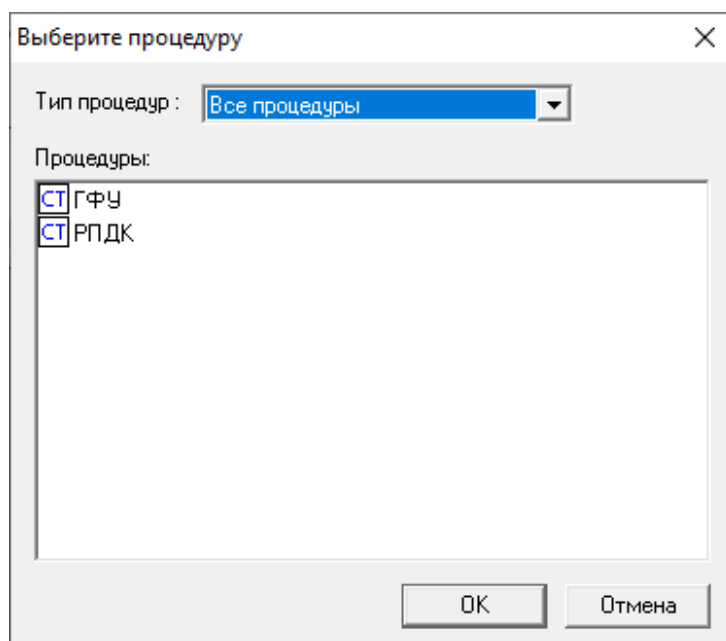 Выберите процедуру
Тип процедур : Все процедуры
Процедуры:
СТ ГФУ
СТ РПДК
OK Отмена